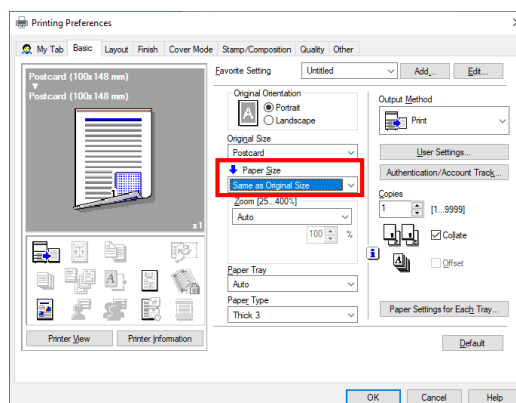 Printing Preferences
My Tab Basic Layout Finish Cover Mode Stamp/Composition Quality Other
Postcard (100x148 mm)
Postcard (100x148 mm)
x1
Printer View Printer Information
Favorite Setting Untitled Add... Edit...
Original Orientation
A Portrait
Landscape
Original Size
Postcard
Paper Size
Same as Original Size
Zoom [25...400%]
Auto
100 %
Paper Tray
Auto
Paper Type
Thick 3
Output Method
Print
User Settings...
Authentication/Account Track...
Copies
1 [1...9999]
Collate
Offset
Paper Settings for Each Tray...
Default
OK Cancel Help